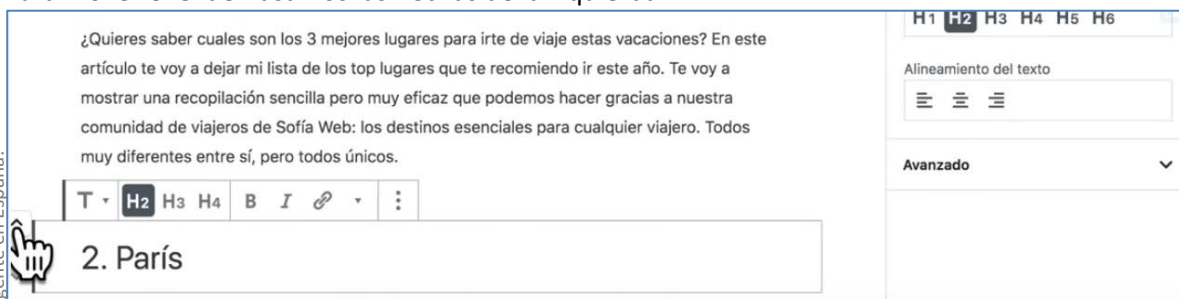 H1 H2 H3 H4 H5 H6
¿Quieres saber cuales son los 3 mejores lugares para irte de viaje estas vacaciones? En este
artículo te voy a dejar mi lista de los top lugares que te recomiendo ir este año. Te voy a
mostrar una recopilación sencilla pero muy eficaz que podemos hacer gracias a nuestra
comunidad de viajeros de Sofía Web: los destinos esenciales para cualquier viajero. Todos
muy diferentes entre sí, pero todos únicos.
Alineamiento del texto
Avanzado
T H2 H3 H4 B I
2. París
en España.